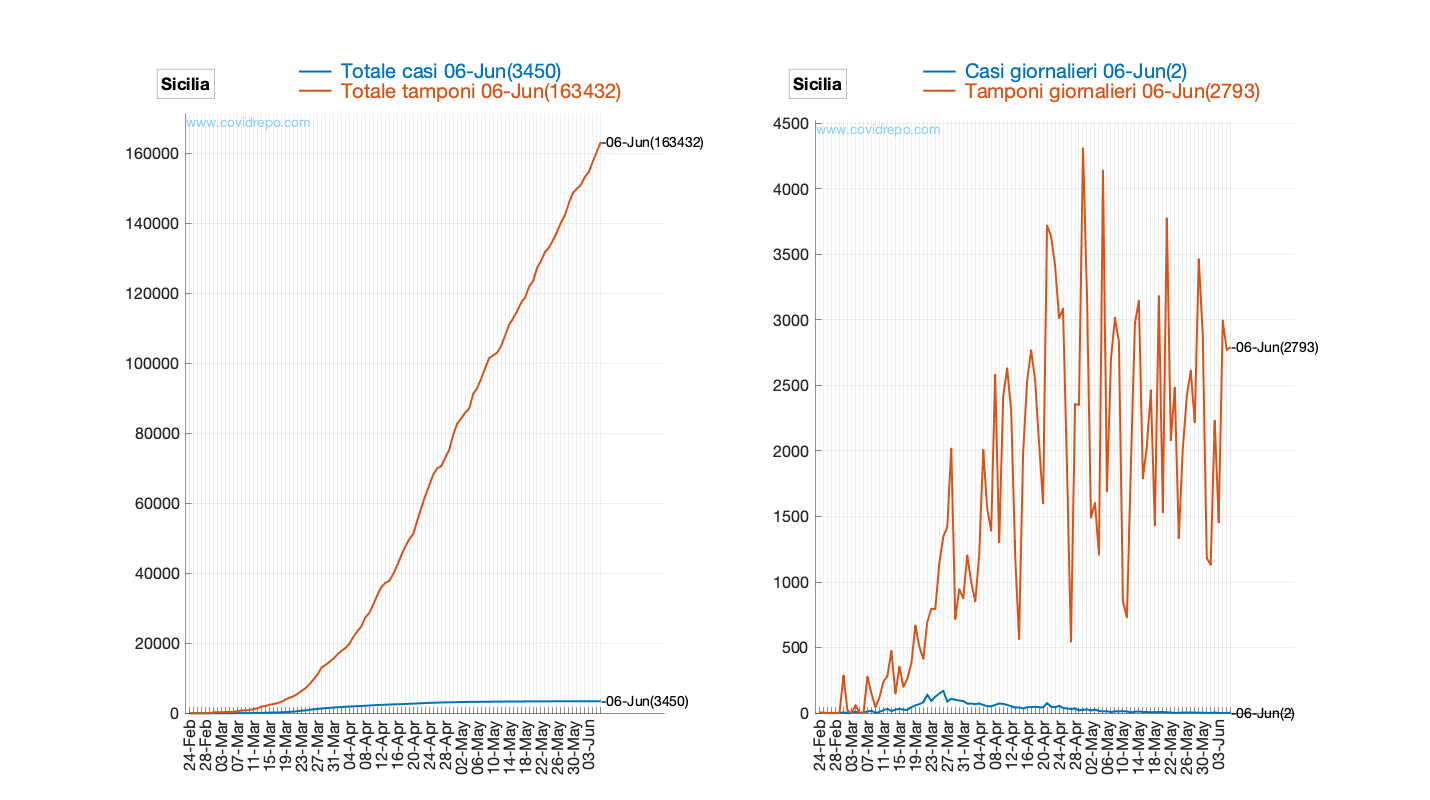 Sicilia
Totale casi 06-Jun(3450)
Totale tamponi 06-Jun(163432)
www.covidrepo.com
160000
140000
120000
100000
80000
60000
40000
20000
0
06-Jun(163432)
06-Jun(3450)
24-Feb
28-Feb
03-Mar
07-Mar
11-Mar
15-Mar
19-Mar
23-Mar
27-Mar
31-Mar
04-Apr
08-Apr
12-Apr
16-Apr
20-Apr
24-Apr
28-Apr
02-May
06-May
10-May
14-May
18-May
22-May
26-May
30-May
03-Jun
Sicilia
Casi giornalieri 06-Jun(2)
Tamponi giornalieri 06-Jun(2793)
www.covidrepo.com
4500
4000
3500
3000
2500
2000
1500
1000
500
0
06-Jun(2793)
06-Jun(2)
24-Feb
28-Feb
03-Mar
07-Mar
11-Mar
15-Mar
19-Mar
23-Mar
27-Mar
31-Mar
04-Apr
08-Apr
12-Apr
16-Apr
20-Apr
24-Apr
28-Apr
02-May
06-May
10-May
14-May
18-May
22-May
26-May
30-May
03-Jun